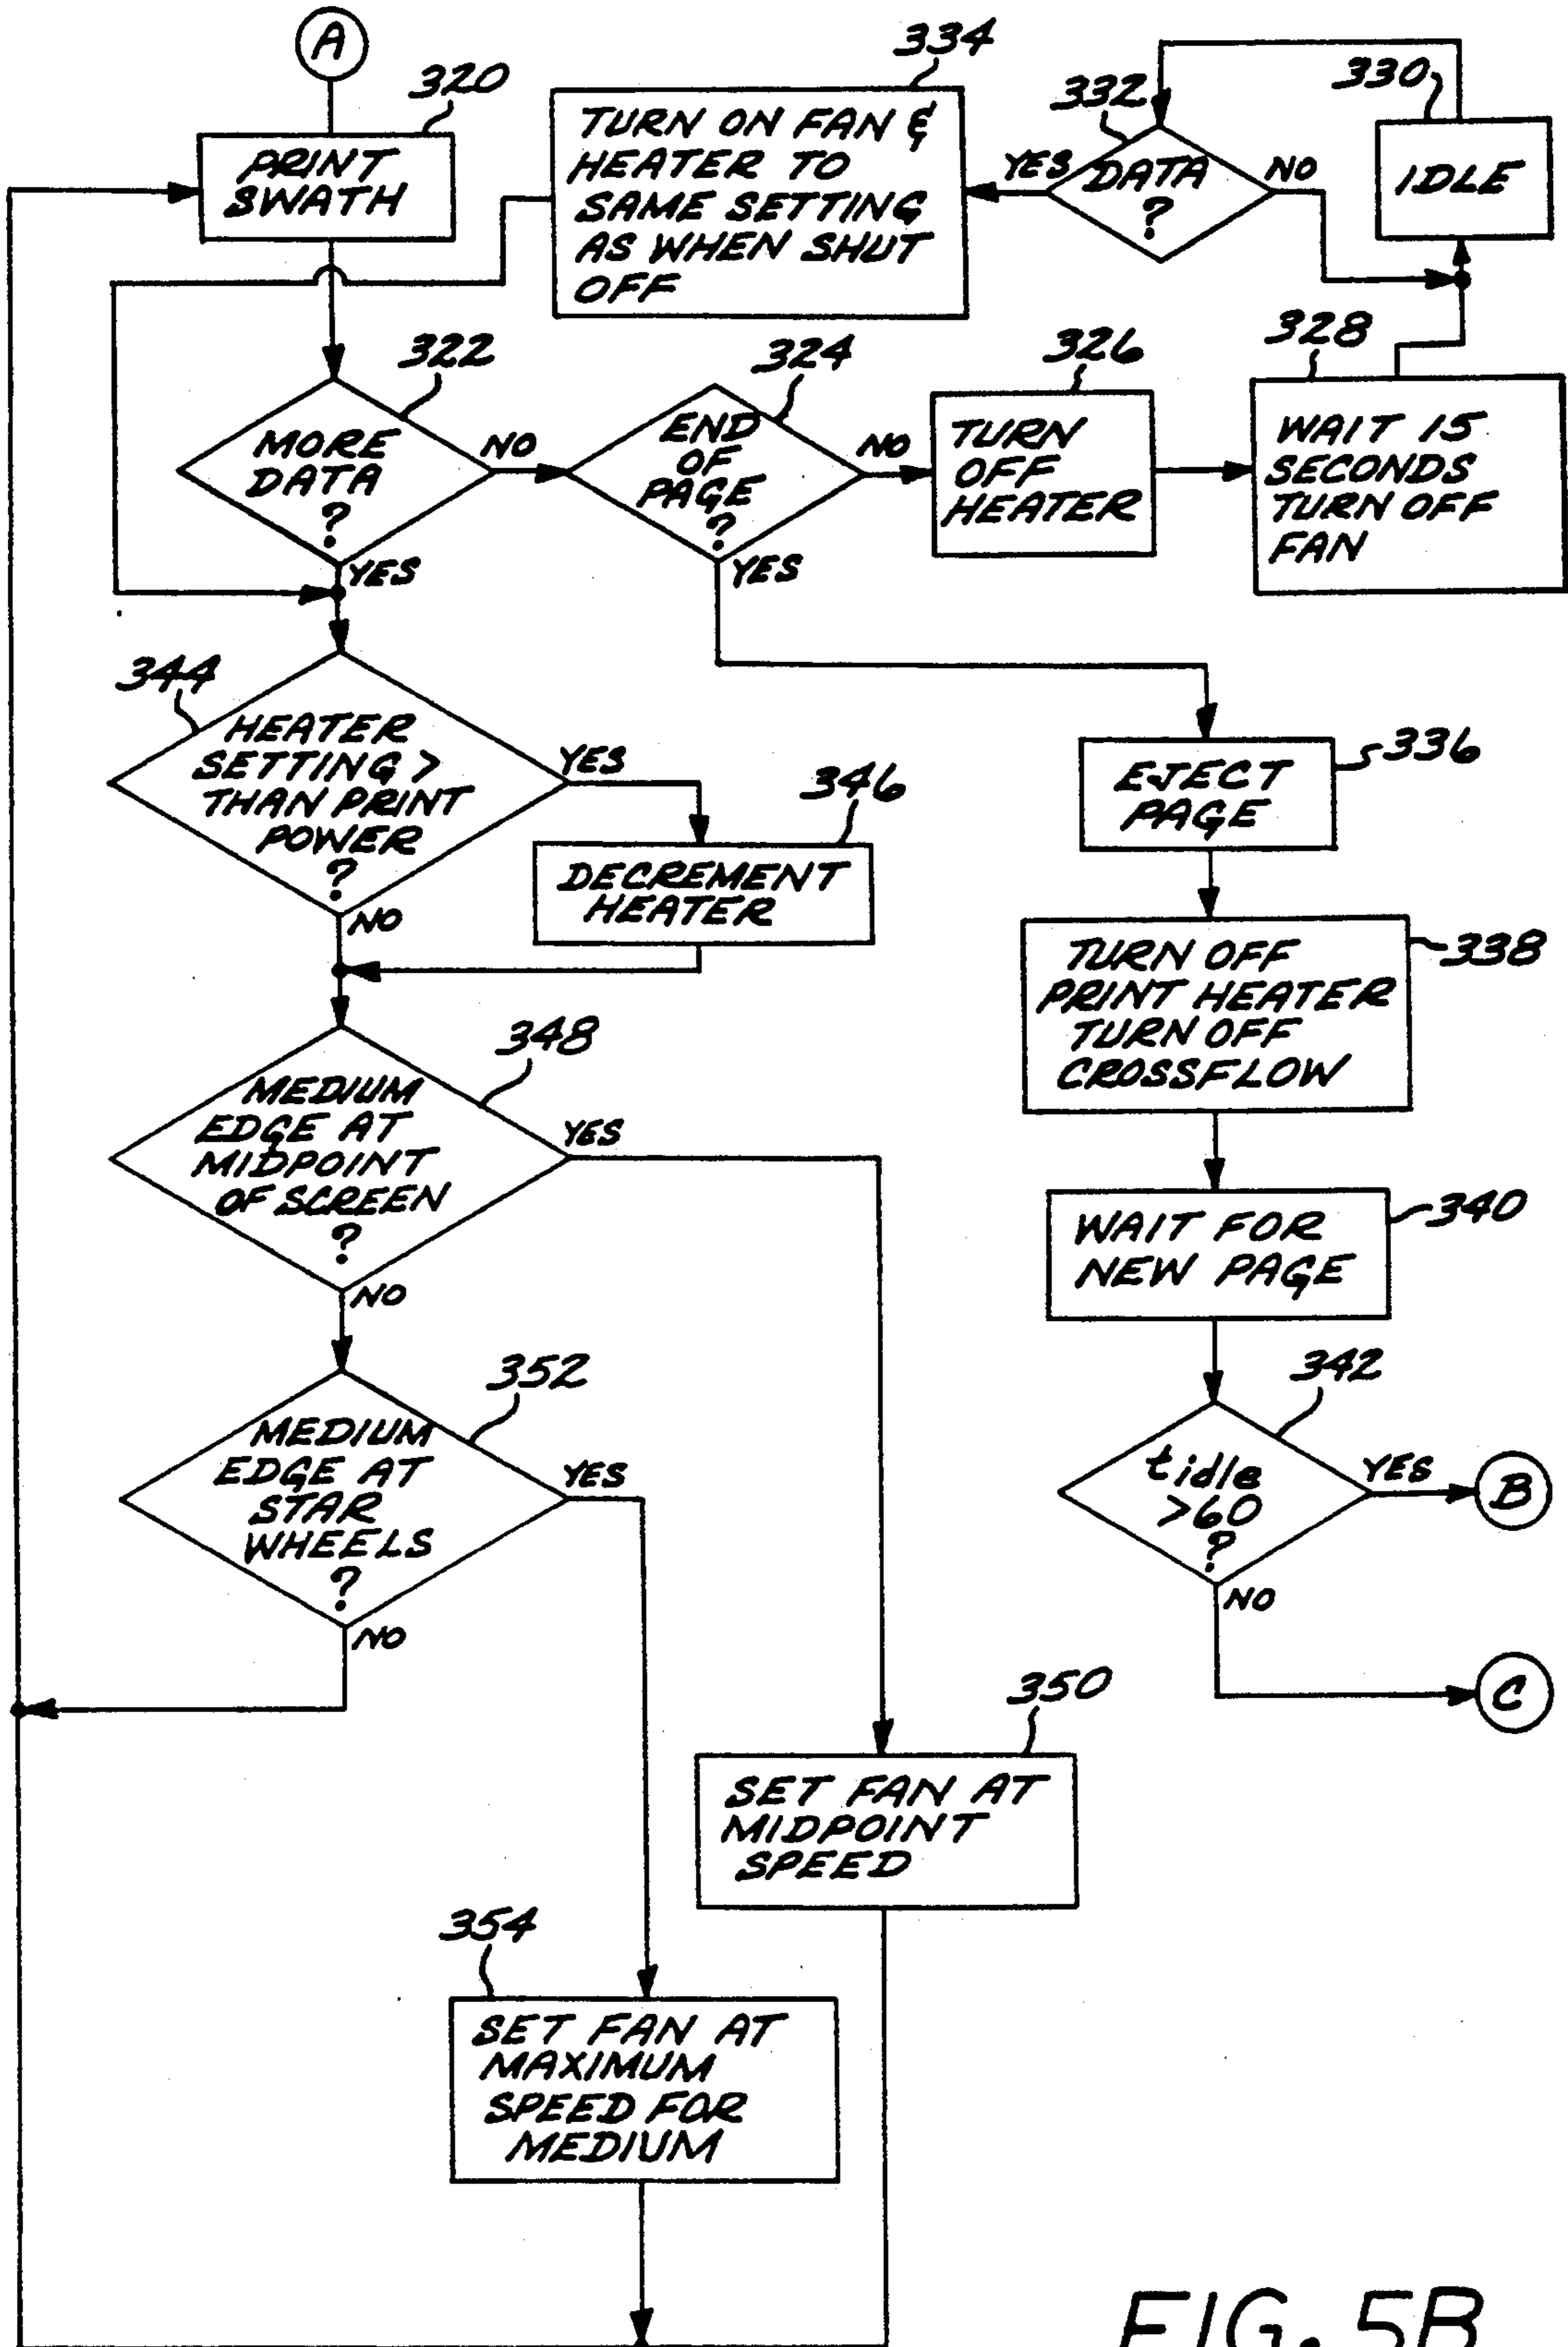 A
320
PRINT
SWATH
334
TURN ON FAN &
HEATER TO
SAME SETTING
AS WHEN SHUT
OFF
332
YES
DATA
?
NO
330
IDLE
322
MORE
DATA
?
NO
YES
324
END
OF
PAGE
?
NO
YES
326
TURN
OFF
HEATER
328
WAIT 15
SECONDS
TURN OFF
FAN
344
HEATER
SETTING >
THAN PRINT
POWER
?
YES
NO
346
DECREMENT
HEATER
336
EJECT
PAGE
338
TURN OFF
PRINT HEATER
TURN OFF
CROSSFLOW
348
MEDIUM
EDGE AT
MIDPOINT
OF SCREEN
?
YES
NO
340
WAIT FOR
NEW PAGE
352
MEDIUM
EDGE AT
STAR
WHEELS
?
YES
NO
342
tidle
>60
?
YES
B
NO
C
350
SET FAN AT
MIDPOINT
SPEED
354
SET FAN AT
MAXIMUM
SPEED FOR
MEDIUM
FIG. 5B